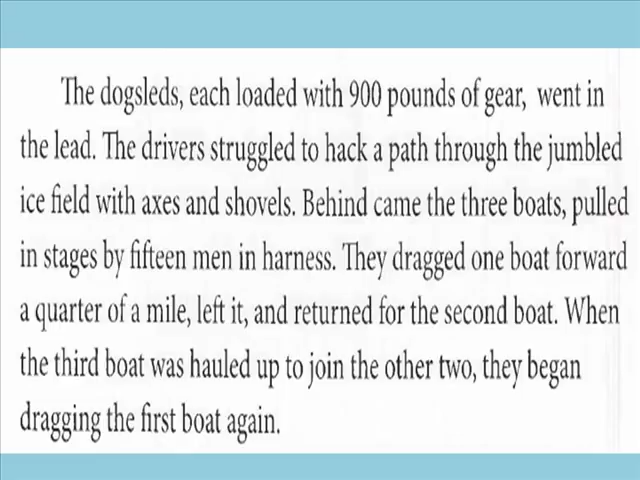 The dogsleds, each loaded with 900 pounds of gear, went in
the lead. The drivers struggled to hack a path through the jumbled
ice field with axes and shovels. Behind came the three boats, pulled
in stages by fifteen men in harness. They dragged one boat forward
a quarter of a mile, left it, and returned for the second boat. When
the third boat was hauled up to join the other two, they began
dragging the first boat again.